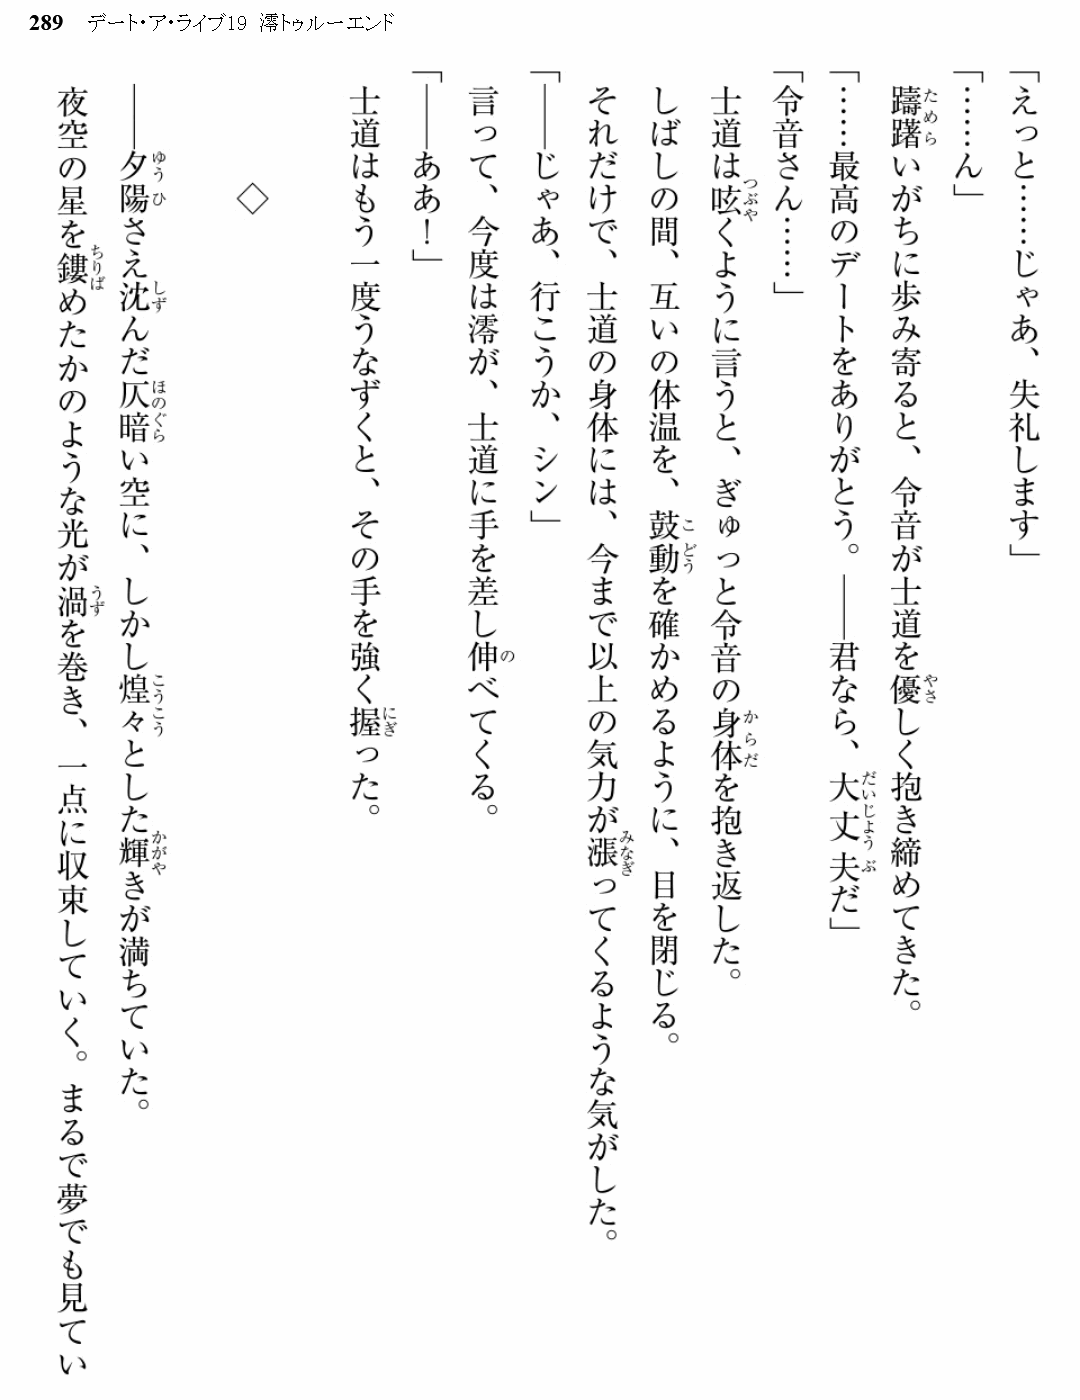 289 デート・ア・ライブ19 澪トゥルーエンド
「えっと……じゃあ、失礼します」
「……ん」
躊躇いがちに歩み寄ると、令音が士道を優しく抱き締めてきた。
「……最高のデートをありがとう。――君なら、大丈夫だ」
「令音さん……」
士道は呟くように言うと、ぎゅっと令音の身体を抱き返した。
しばしの間、互いの体温を、鼓動を確かめるように、目を閉じる。
それだけで、士道の身体には、今まで以上の気力が漲ってくるような気がした。
「――じゃあ、行こうか、シン」
言って、今度は澪が、士道に手を差し伸べてくる。
「――ああ！」
士道はもう一度うなずくと、その手を強く握った。
◇
――夕陽さえ沈んだ仄暗い空に、しかし煌々とした輝きが満ちていた。
夜空の星を鏤めたかのような光が渦を巻き、一点に収束していく。まるで夢でも見てい